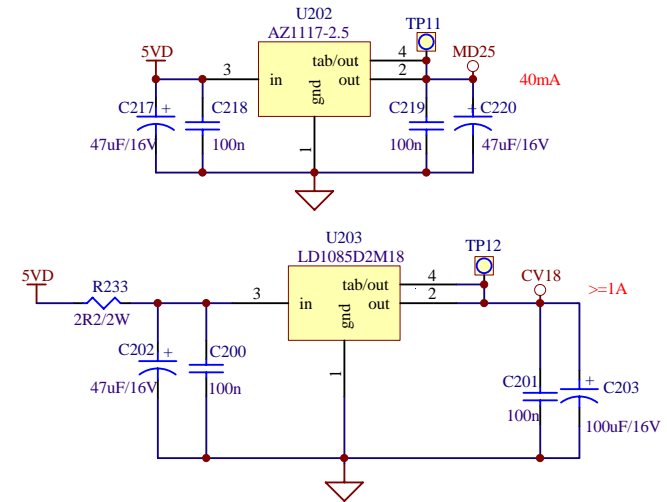 U202
AZ1117-2.5
TP11
5VD
MD25
4
tab/out
3
in
out
2
40mA
gnd
C217
+
C218
C219
+
C220
47uF/16V
100n
1
100n
47uF/16V
U203
LD1085D2M18
TP12
5VD
CV18
R233
4
tab/out
>=1A
3
in
out
2
2R2/2W
gnd
C202
+
C200
C201
+
C203
47uF/16V
100n
1
100n
100uF/16V